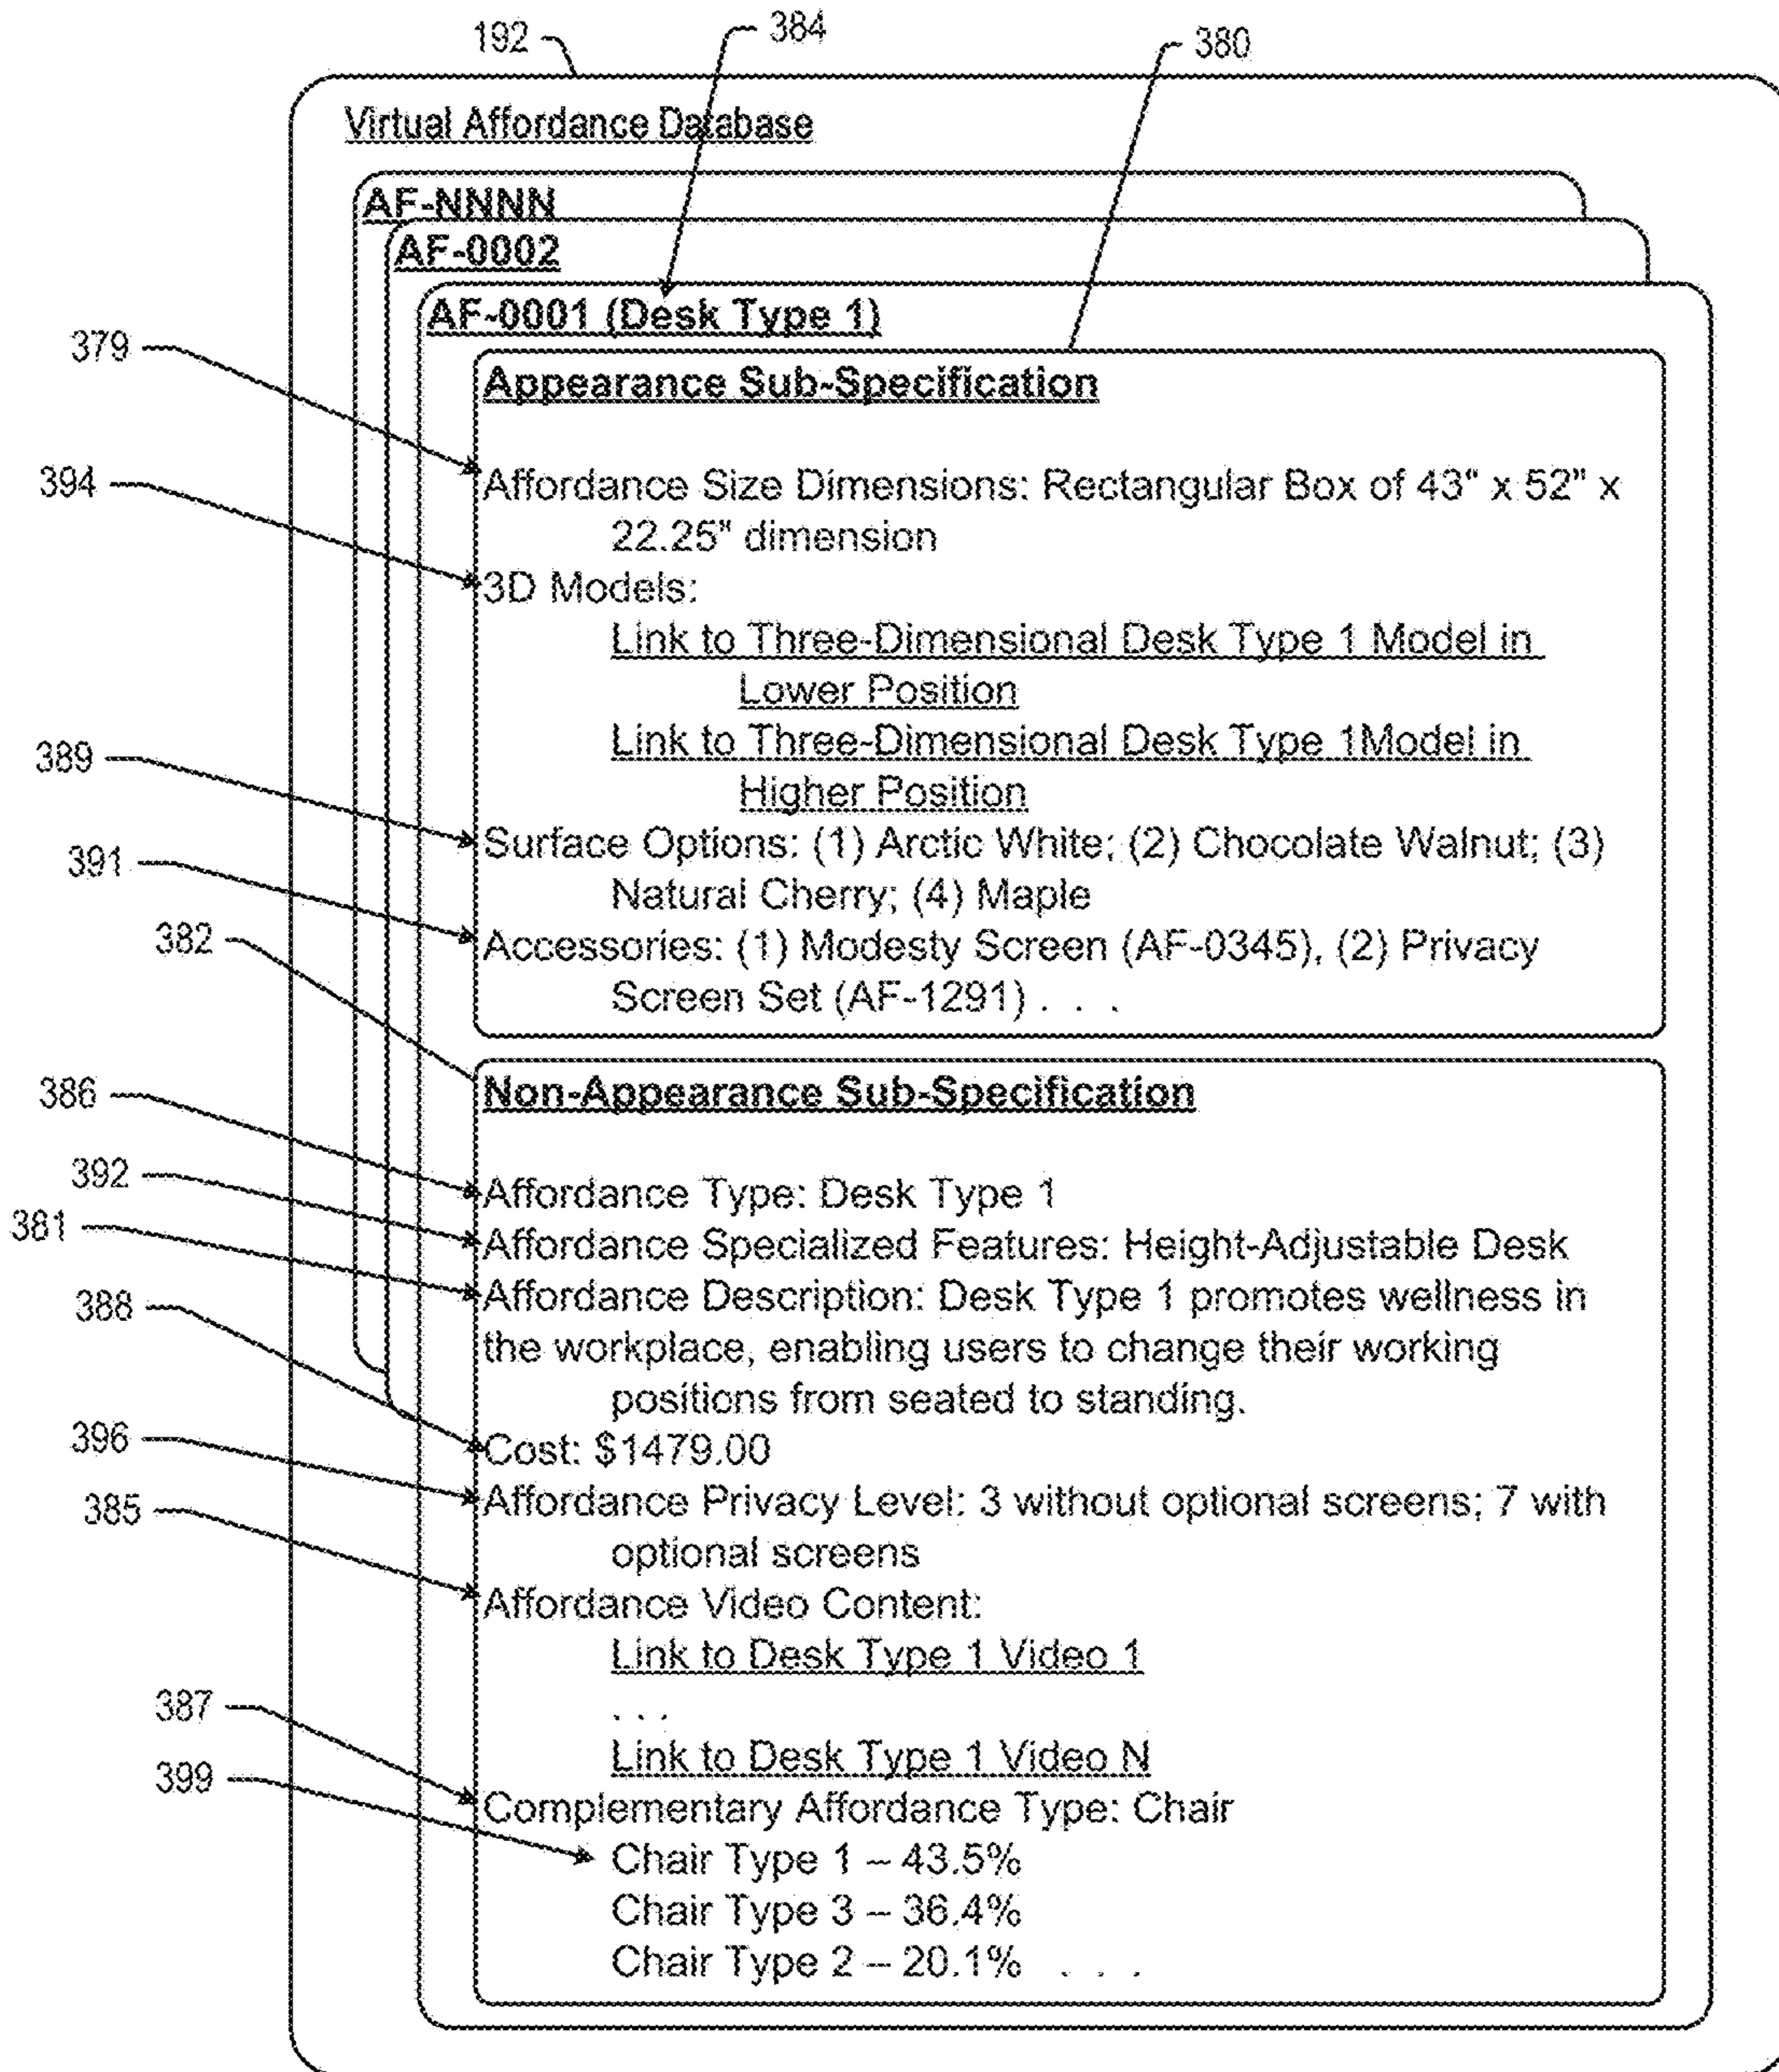 192
384
380
Virtual Affordance Database
AF-NNNN
AF-0002
AF-0001 (Desk Type 1)
379
Appearance Sub-Specification
394
Affordance Size Dimensions: Rectangular Box of 43" x 52" x
22.25" dimension
3D Models:
Link to Three-Dimensional Desk Type 1 Model in
Lower Position
Link to Three-Dimensional Desk Type 1Model in
389
Higher Position
Surface Options: (1) Arctic White; (2) Chocolate Walnut; (3)
391
Natural Cherry; (4) Maple
382
Accessories: (1) Modesty Screen (AF-0345), (2) Privacy
Screen Set (AF-1291) . . .
386
Non-Appearance Sub-Specification
392
Affordance Type: Desk Type 1
381
Affordance Specialized Features: Height-Adjustable Desk
388
Affordance Description: Desk Type 1 promotes wellness in
the workplace, enabling users to change their working
positions from seated to standing.
396
Cost: $1479.00
385
Affordance Privacy Level: 3 without optional screens; 7 with
optional screens
Affordance Video Content:
Link to Desk Type 1 Video 1
387
. . .
399
Link to Desk Type 1 Video N
Complementary Affordance Type: Chair
Chair Type 1 – 43.5%
Chair Type 3 – 36.4%
Chair Type 2 – 20.1% . . .